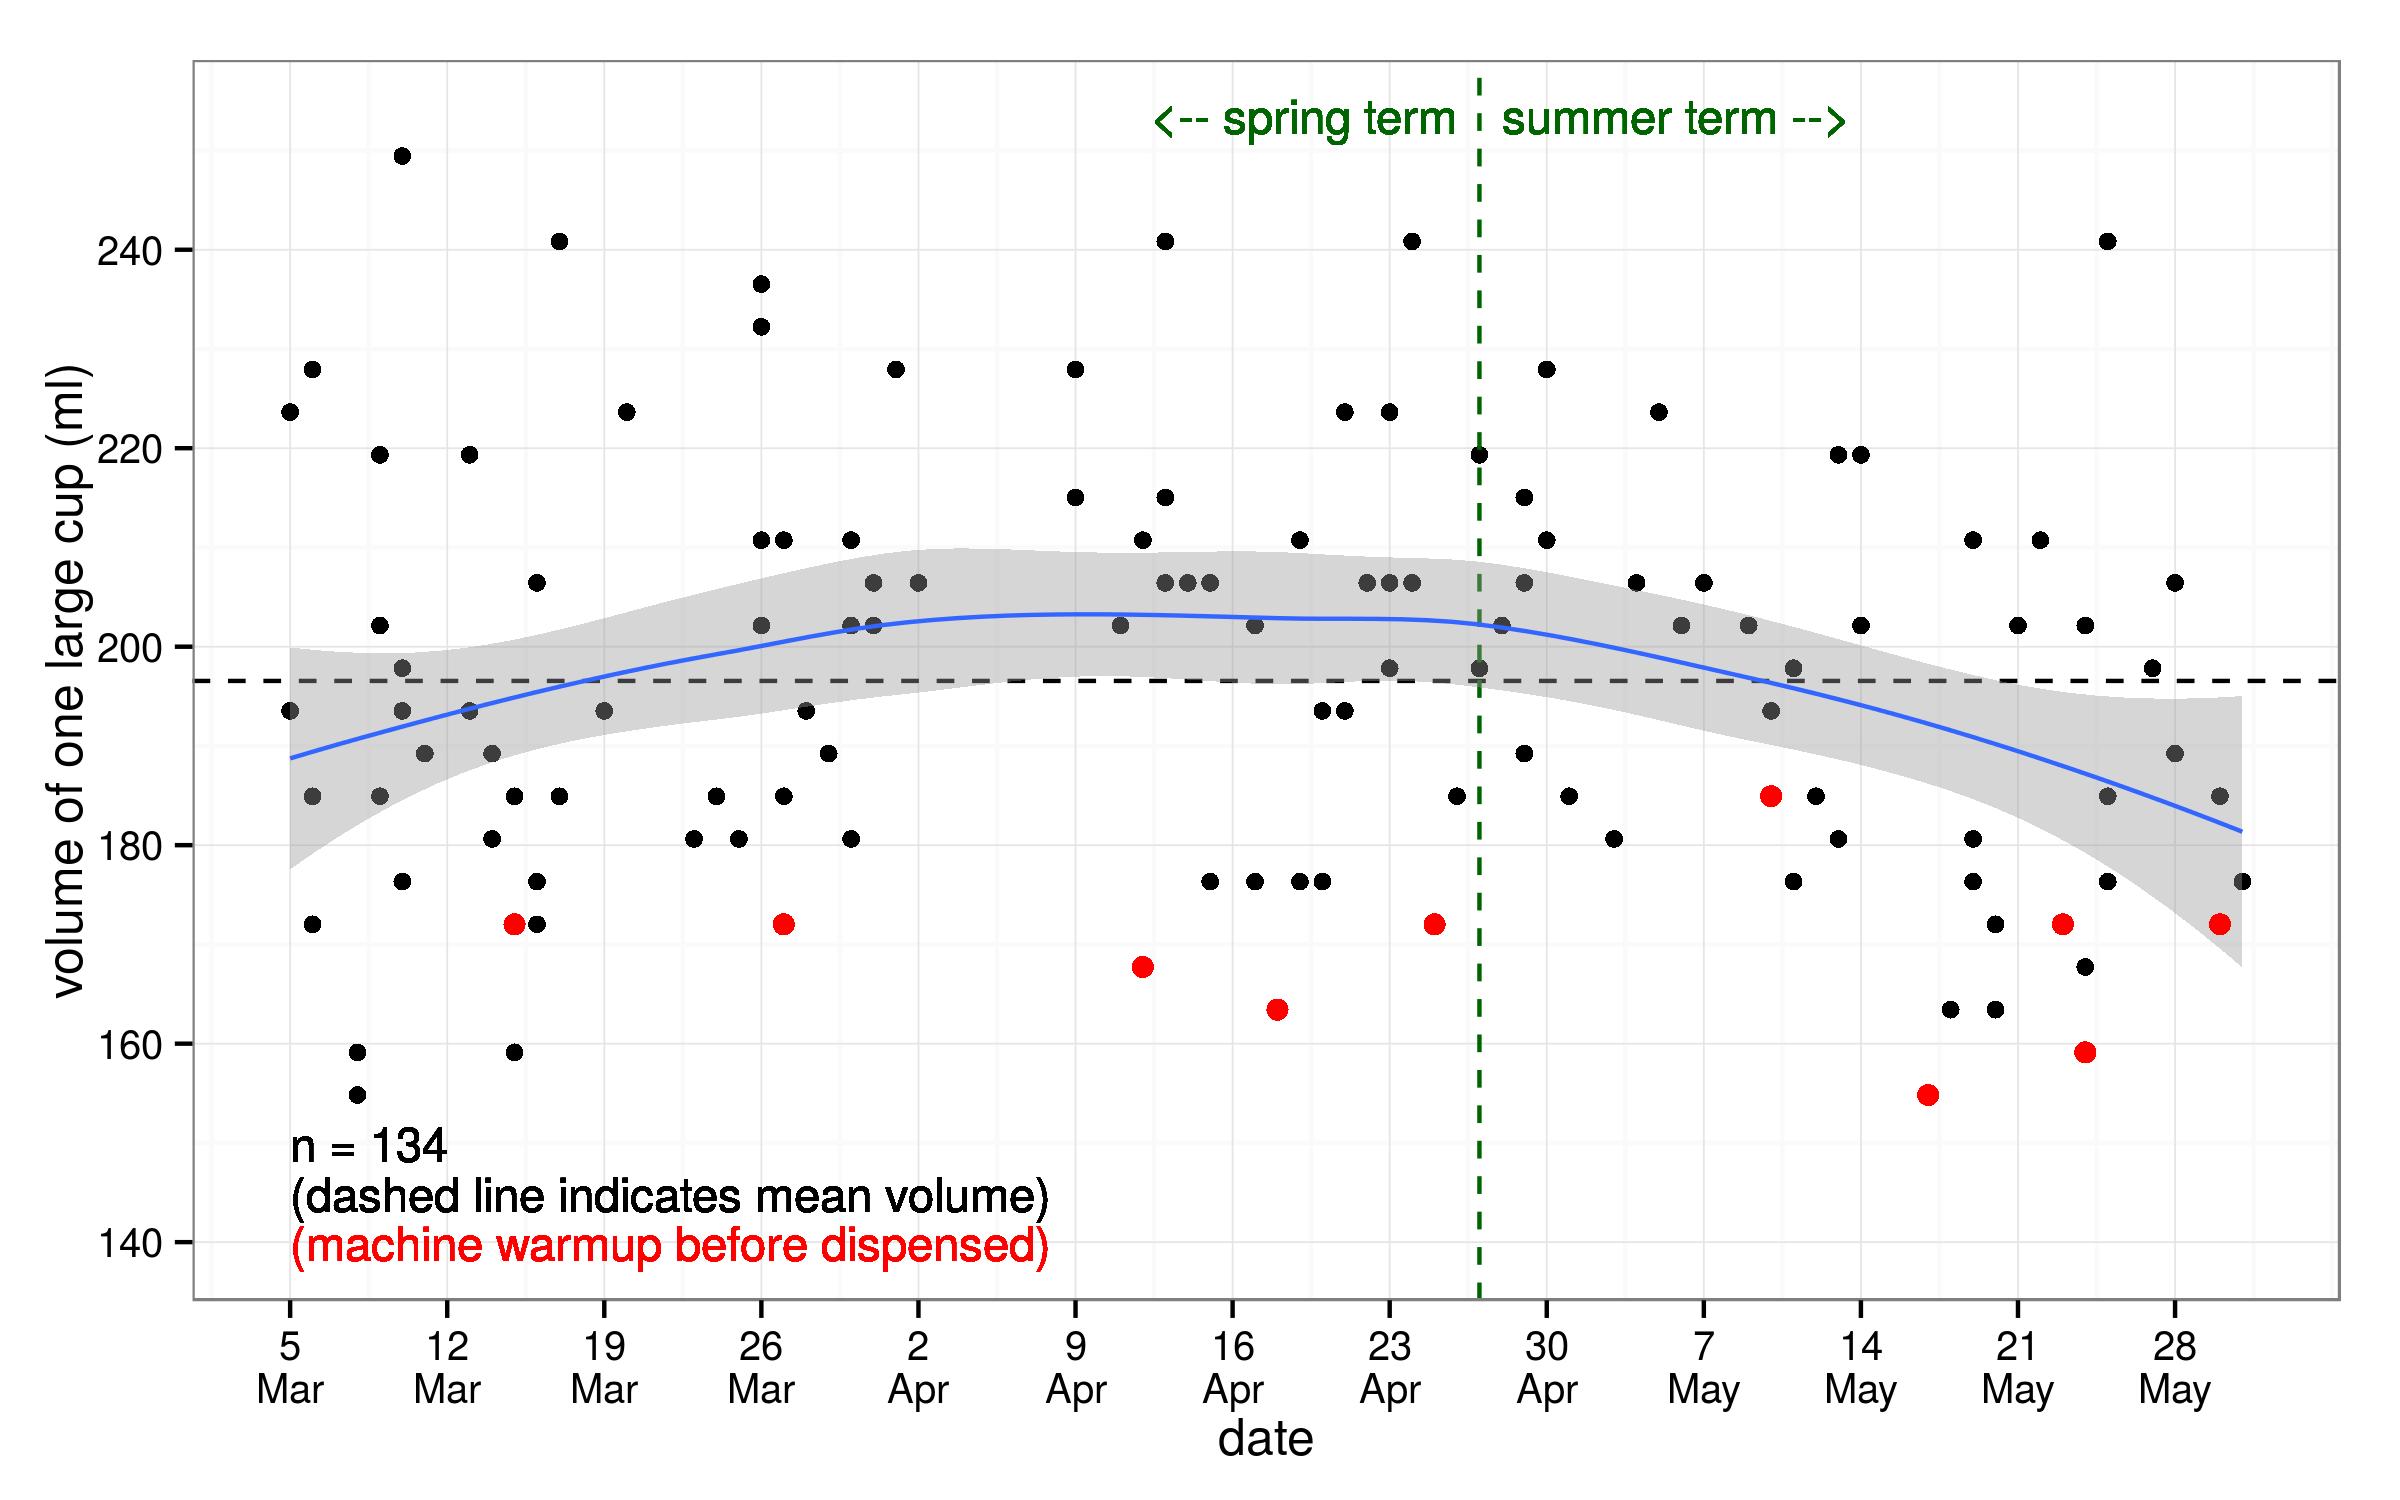 <-- spring term
summer term -->
volume of one large cup (ml)
240
220
200
180
160
140
n = 134
(dashed line indicates mean volume)
(machine warmup before dispensed)
5 Mar
12 Mar
19 Mar
26 Mar
2 Apr
9 Apr
16 Apr
23 Apr
30 Apr
7 May
14 May
21 May
28 May
date